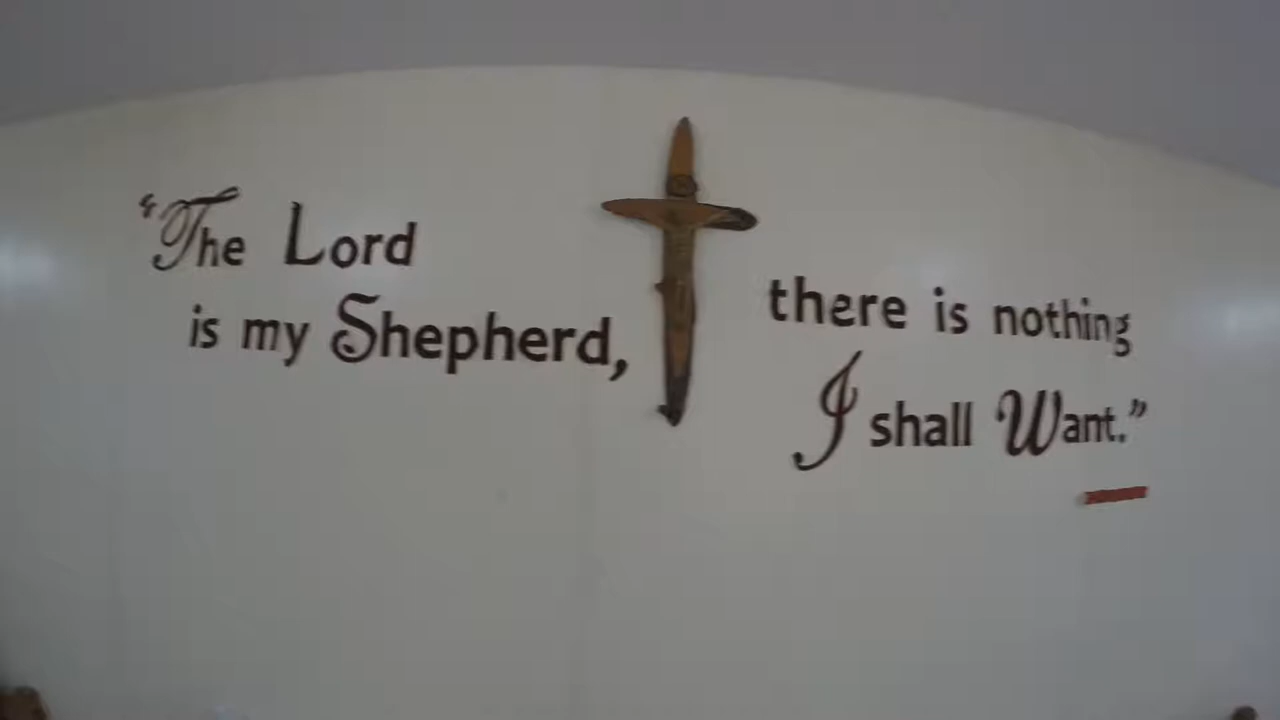 “The Lord
is my Shepherd,
there is nothing
I shall Want.”